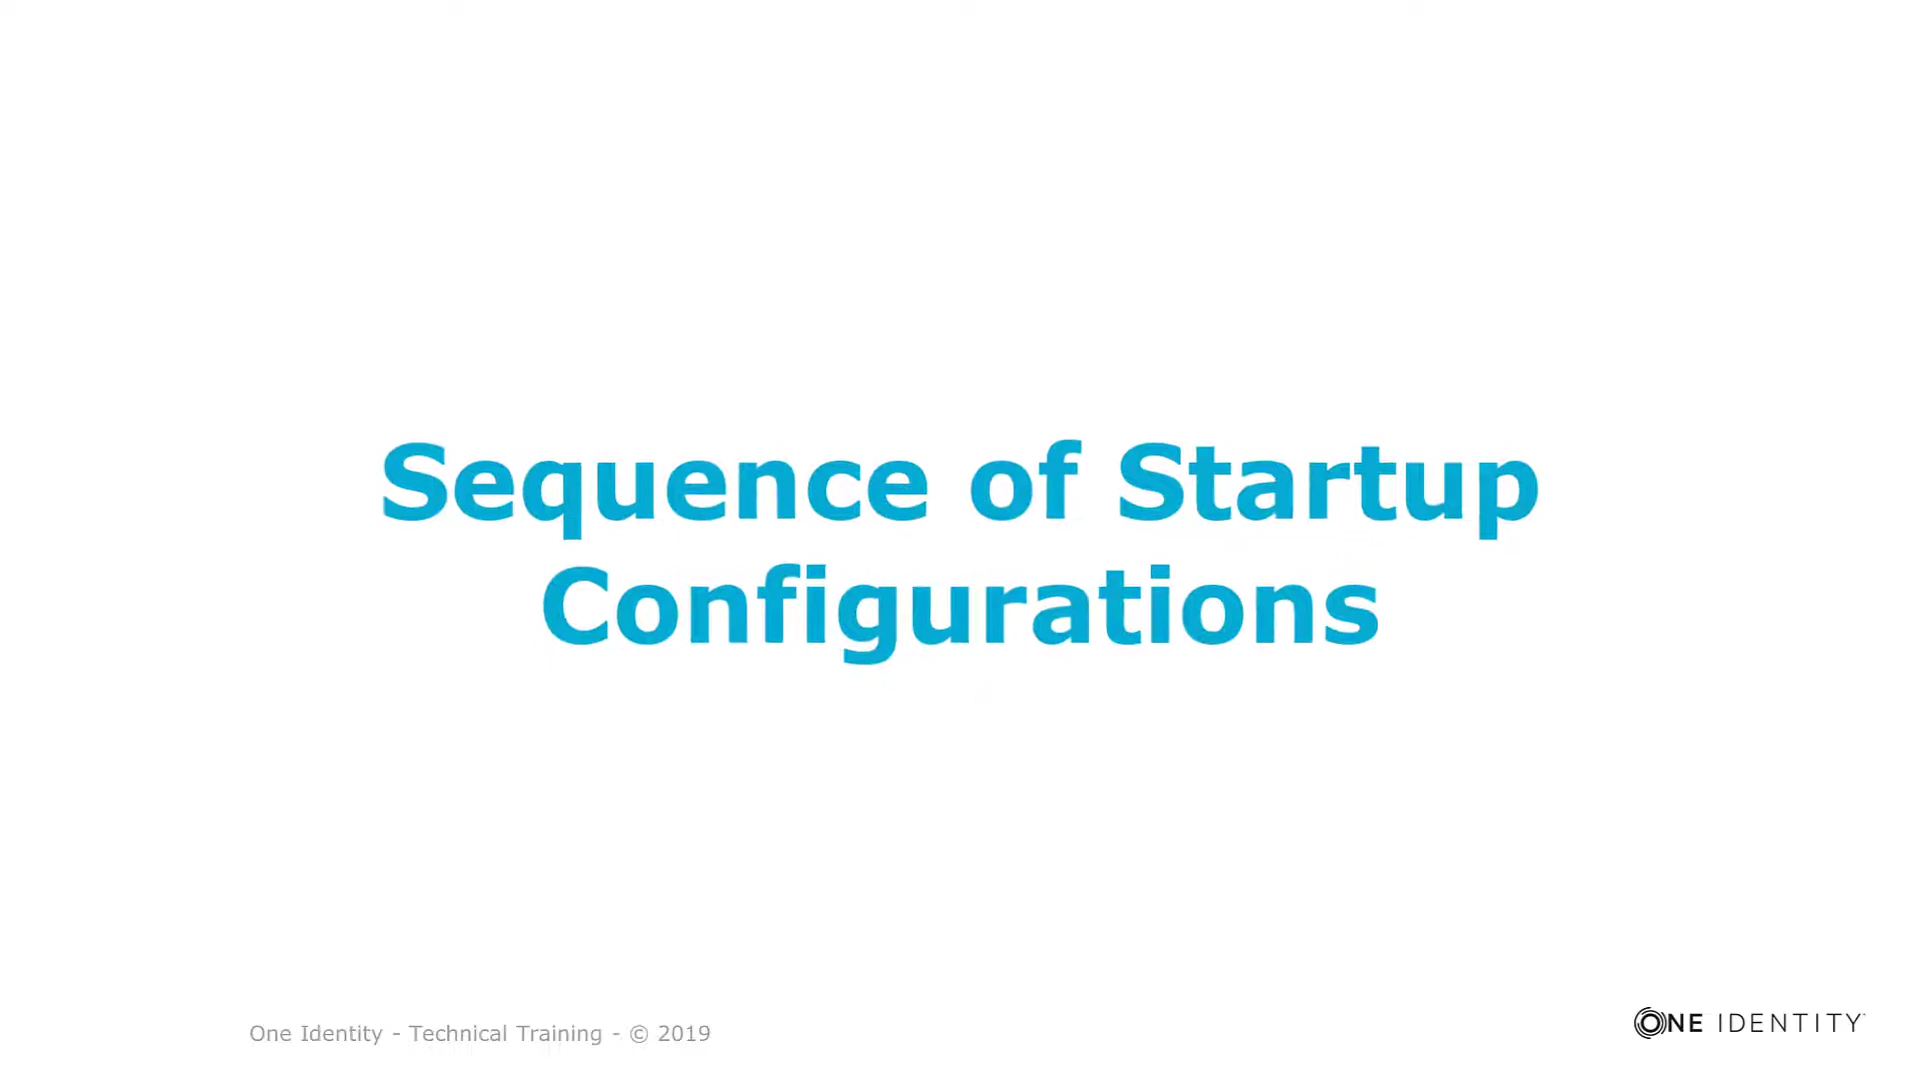 Sequence of Startup
Configurations
One Identity - Technical Training - © 2019
ONE IDENTITY